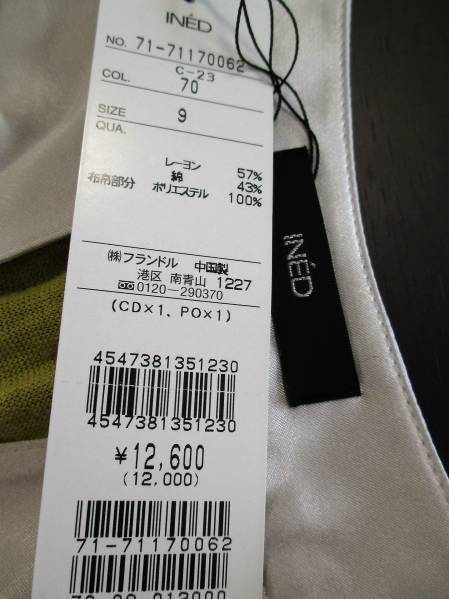 INÉD
NO. 71-71170062
C-23
COL. 70
SIZE 9
QUA.
レーヨン 57%
綿 43%
布帛部分 ポリエステル 100%
㈱フランドル 中国製
港区 南青山 1227
0120-290370
(CD×1、PO×1)
4547381351230
4547381351230
¥12,600
(12,000)
71-71170062
INÉD